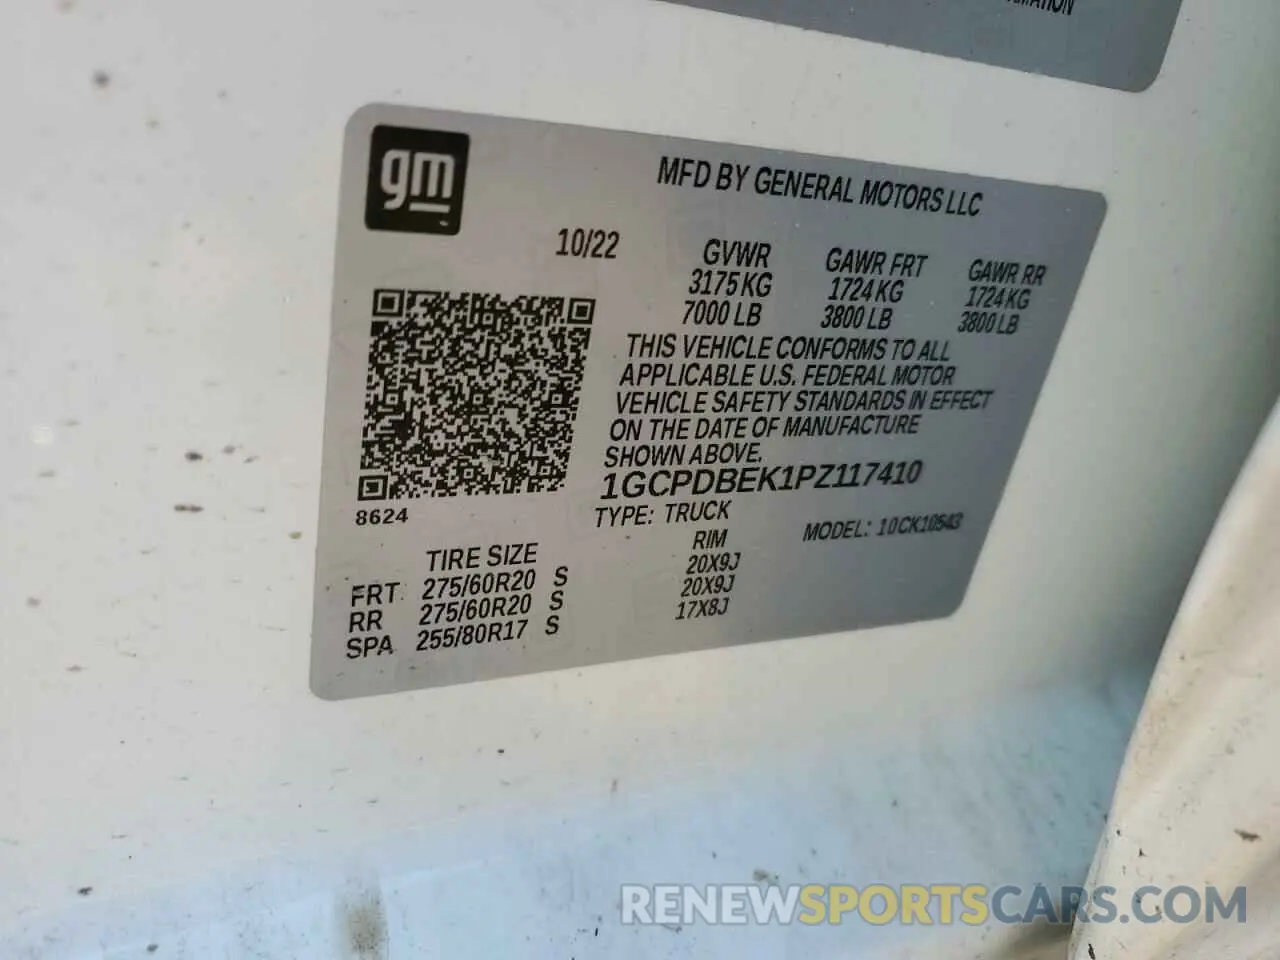 gm
MFD BY GENERAL MOTORS LLC
10/22
GVWR GAWR FRT GAWR RR
3175 KG 1724 KG 1724 KG
7000 LB 3800 LB 3800 LB
THIS VEHICLE CONFORMS TO ALL
APPLICABLE U.S. FEDERAL MOTOR
VEHICLE SAFETY STANDARDS IN EFFECT
ON THE DATE OF MANUFACTURE
SHOWN ABOVE.
1GCPDBEK1PZ117410
8624
TYPE: TRUCK MODEL: 10CK10543
TIRE SIZE RIM
FRT 275/60R20 S 20X9J
RR 275/60R20 S 20X9J
SPA 255/80R17 S 17X8J
RENEWSPORTSCARS.COM